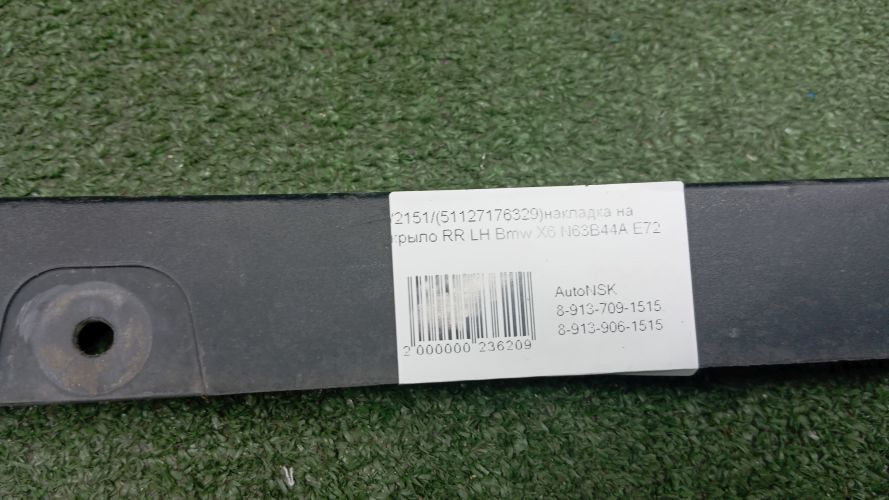 2151/(51127176329)накладка на
крыло RR LH Bmw X6 N63B44A E72
AutoNSK
8-913-709-1515
8-913-906-1515
2 000000 236209